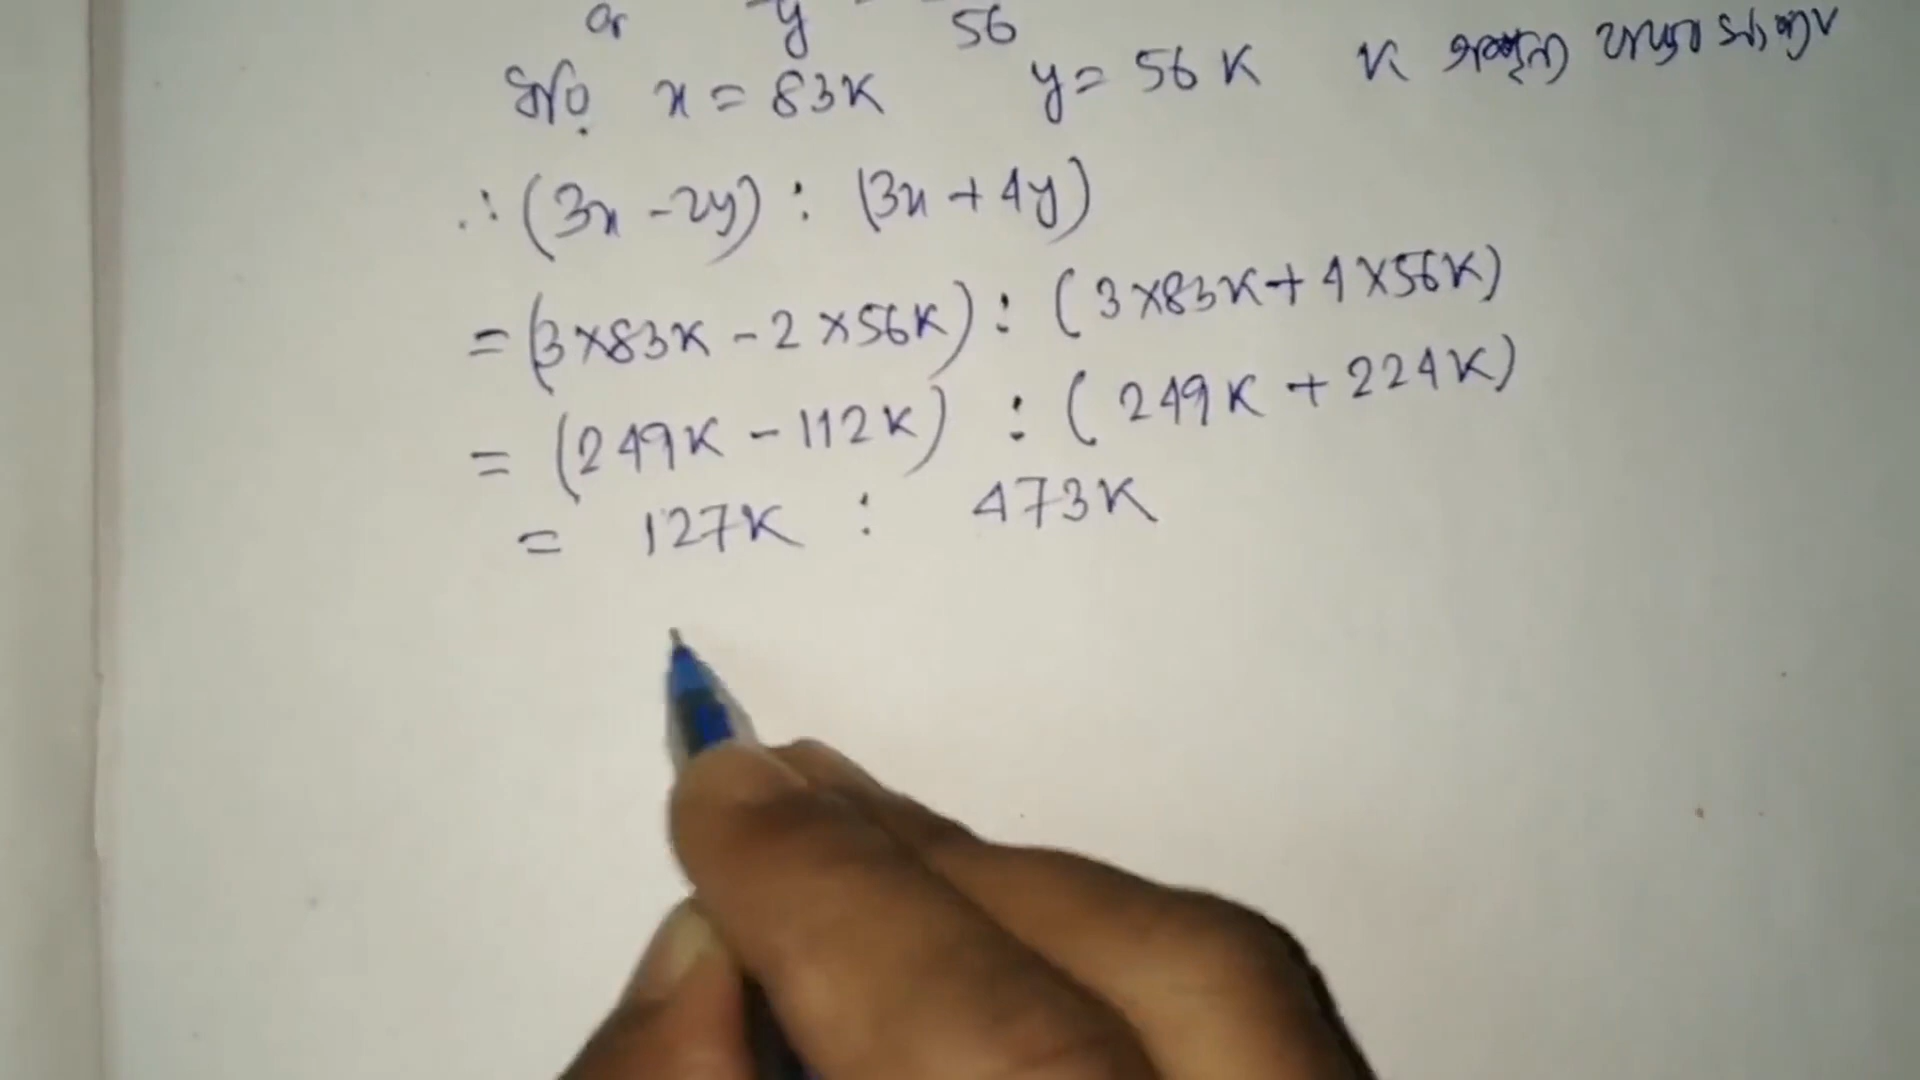 or y 56
ধরি x = 83K y = 56K K
∴ (3x - 2y) : (3x + 4y)
= (3×83K - 2×56K) : (3×83K + 4×56K)
= (249K - 112K) : (249K + 224K)
= 127K : 473K